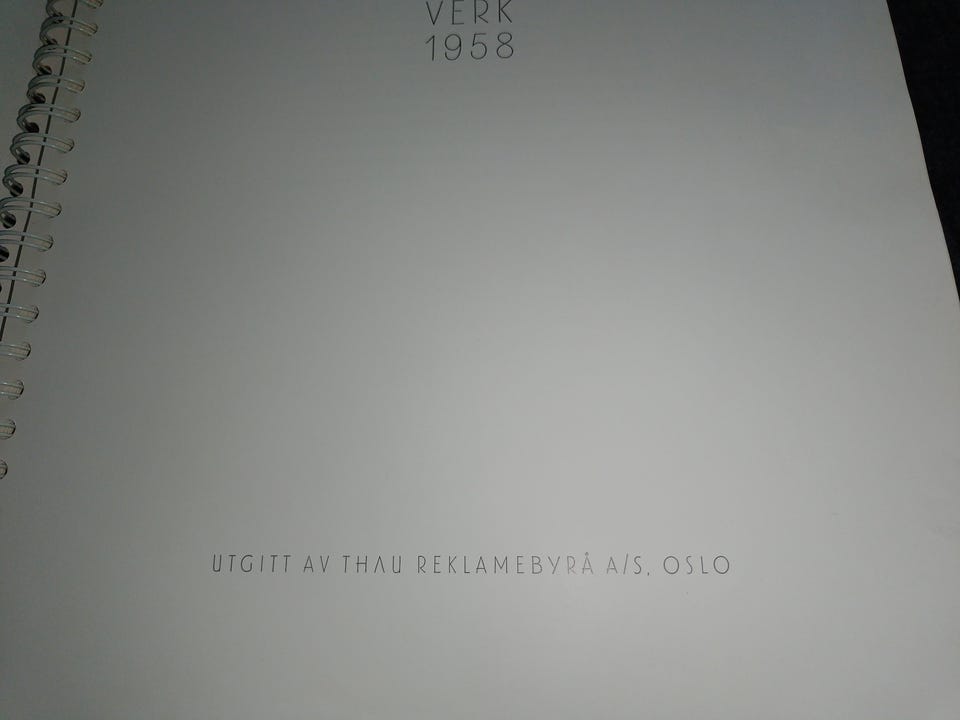 VERK
1958
UTGITT AV THAU REKLAMEBYRÅ A/S, OSLO